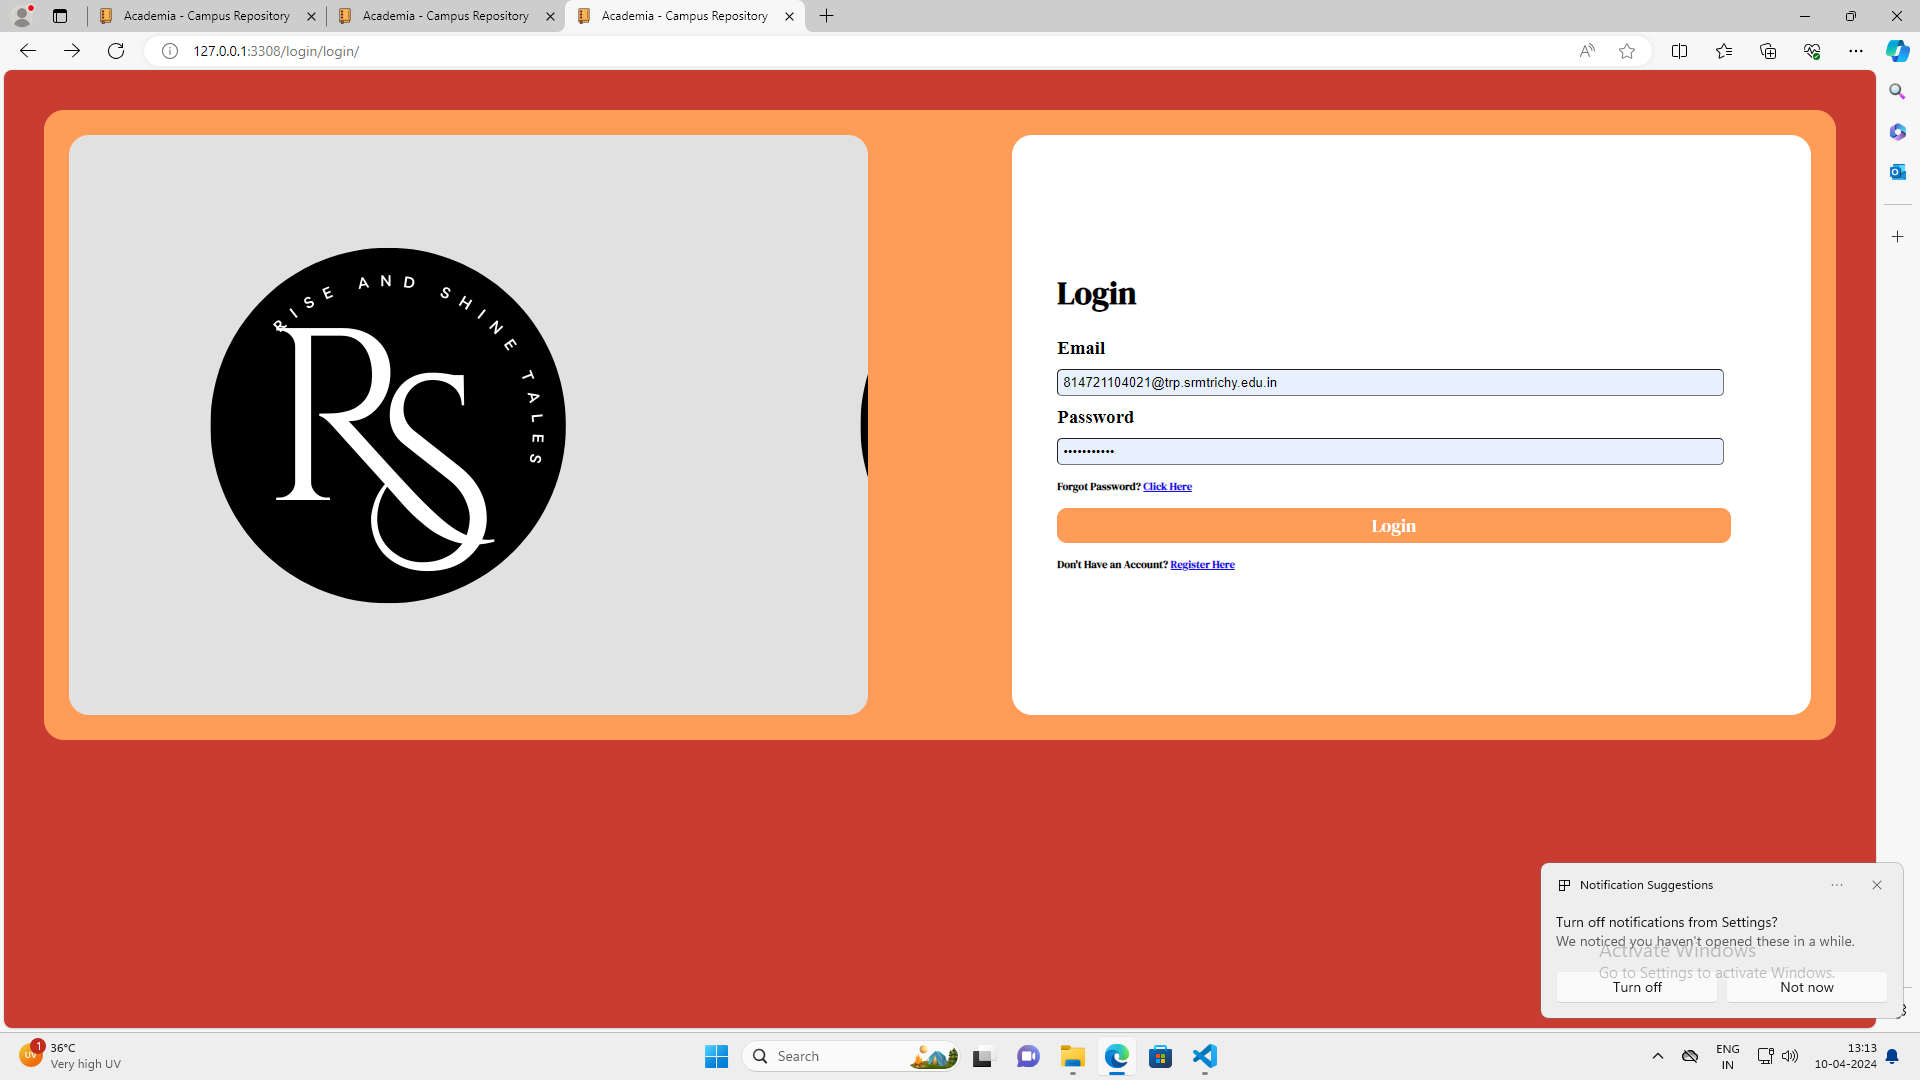 Academia - Campus Repository
Academia - Campus Repository
Academia - Campus Repository
127.0.0.1:3308/login/login/
RISE AND SHINE TALES
RS
Login
Email
814721104021@trp.srmtrichy.edu.in
Password
•••••••••••
Forgot Password? Click Here
Login
Don't Have an Account? Register Here
Notification Suggestions
Turn off notifications from Settings?
We noticed you haven't opened these in a while.
Activate Windows
Go to Settings to activate Windows.
Turn off
Not now
UV
1
36°C
Very high UV
Search
ENG
IN
13:13
10-04-2024